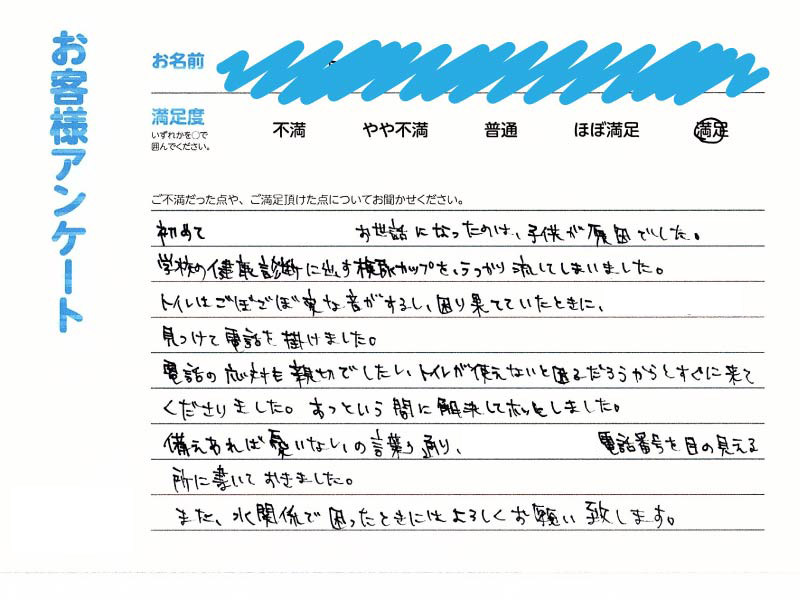 お客様アンケート
お名前
満足度
いずれかを○で
囲んでください。
不満 やや不満 普通 ほぼ満足 満足
ご不満だった点や、ご満足頂けた点についてお聞かせください。
初めて お世話になったのは、子供が原因でした。
学校の健康診断に出す検尿カップを、うっかり流してしまいました。
トイレはごぼごぼ変な音がするし、困り果てていたときに、
見つけて電話を掛けました。
電話の応対も親切でしたし、トイレが使えないと困るだろうからとすぐに来て
くださりました。あっという間に解決してホッとしました。
備えあれば憂いなしの言葉通り、 電話番号を目の見える
所に書いておきました。
また、水関係で困ったときにはよろしくお願い致します。